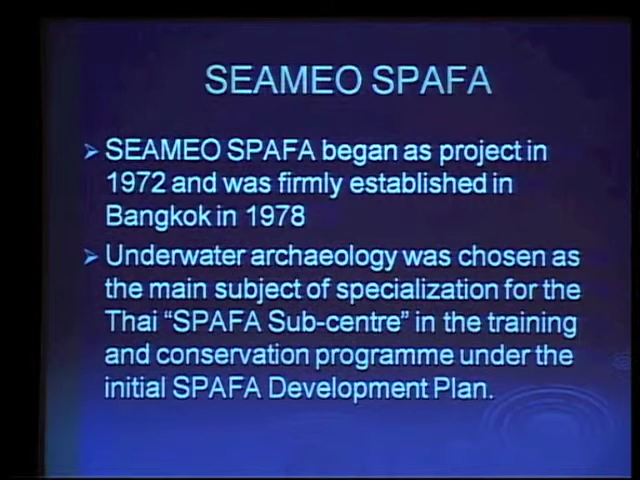 SEAMEO SPAFA
SEAMEO SPAFA began as project in
1972 and was firmly established in
Bangkok in 1978
Underwater archaeology was chosen as
the main subject of specialization for the
Thai “SPAFA Sub-centre” in the training
and conservation programme under the
initial SPAFA Development Plan.